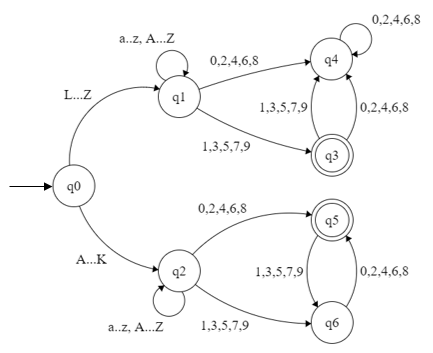 0,2,4,6,8
a..z, A...Z
q4
L...Z
0,2,4,6,8
q1
1,3,5,7,9
0,2,4,6,8
1,3,5,7,9
q3
q0
0,2,4,6,8
q5
A...K
q2
1,3,5,7,9
0,2,4,6,8
a..z, A...Z
1,3,5,7,9
q6